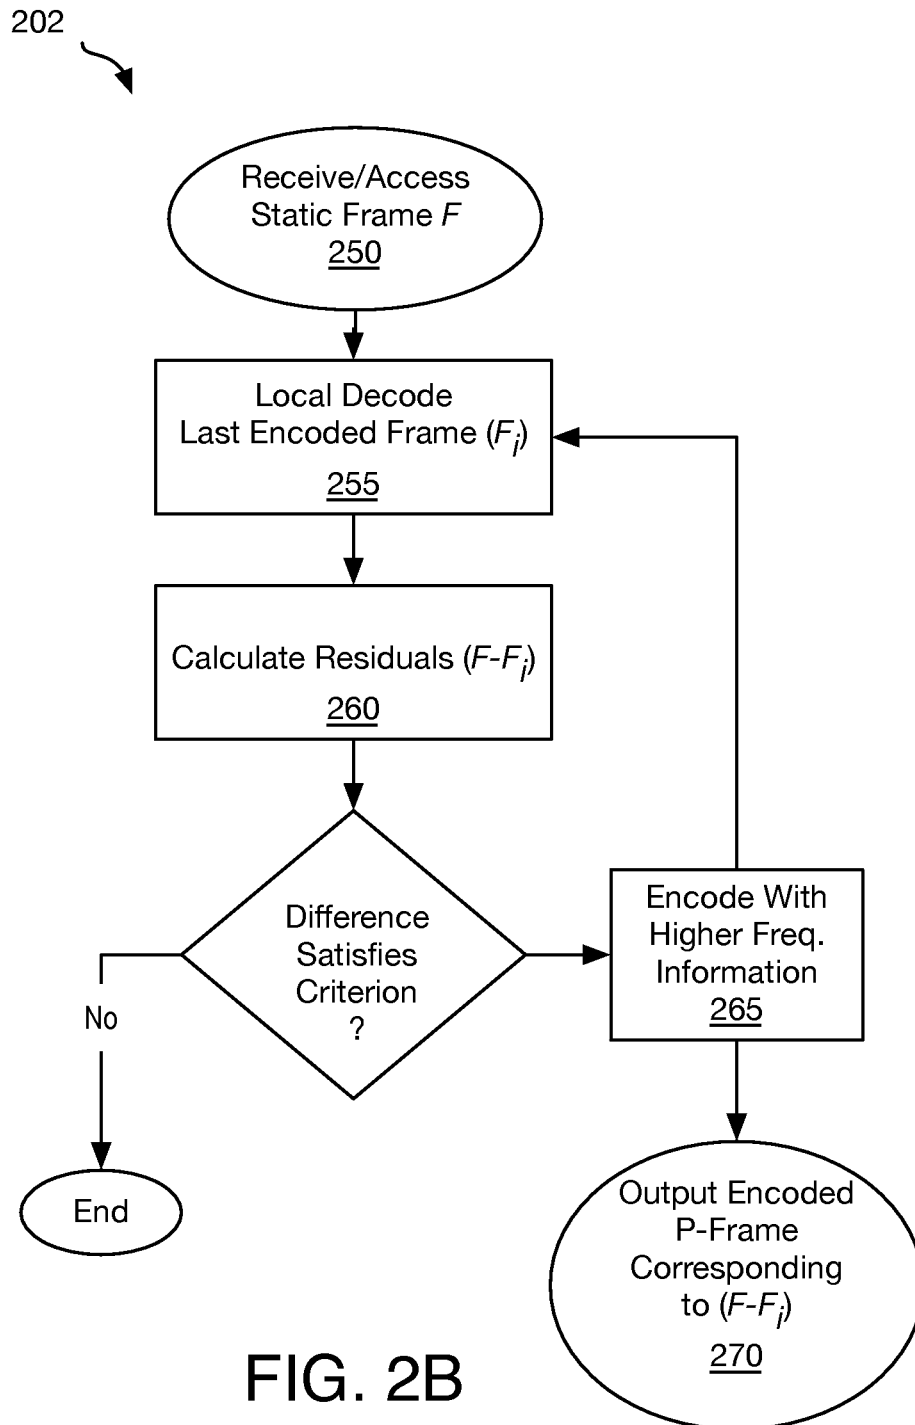 202
Receive/Access
Static Frame F
250
Local Decode
Last Encoded Frame (Fi)
255
Calculate Residuals (F-Fi)
260
Difference
Satisfies
Criterion
?
No
Encode With
Higher Freq.
Information
265
End
Output Encoded
P-Frame
Corresponding
to (F-Fi)
270
FIG. 2B